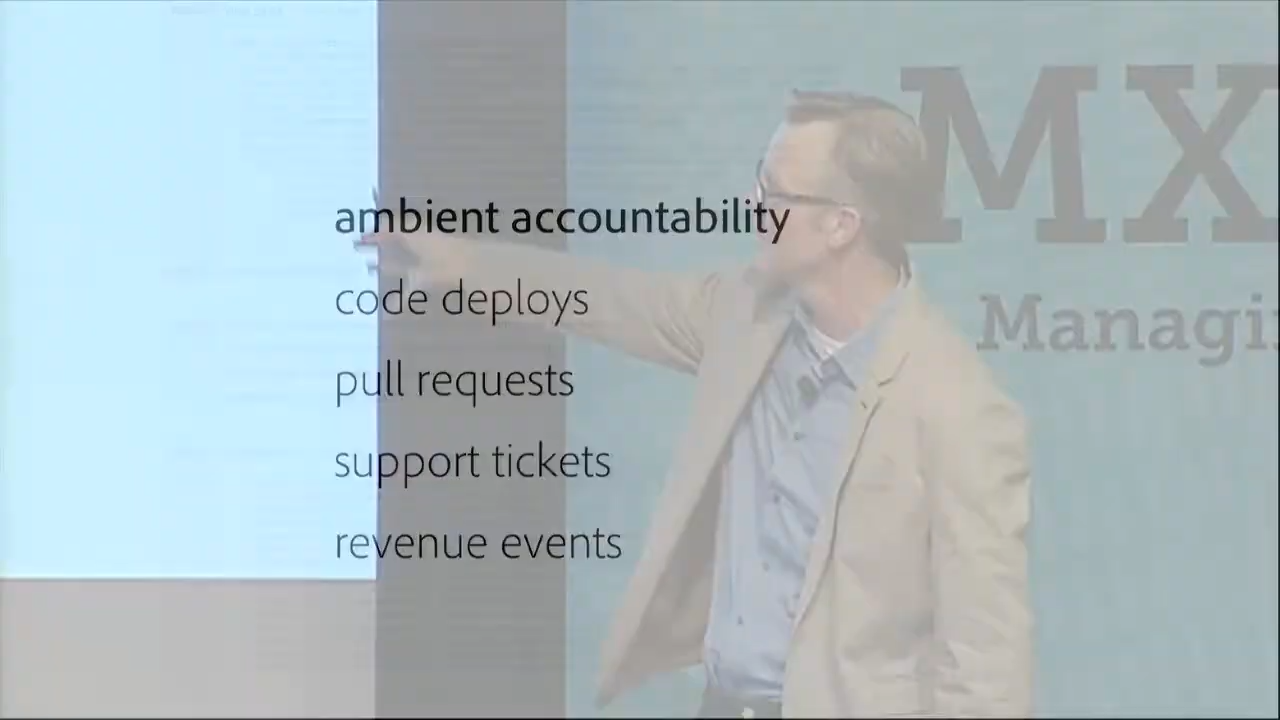 ambient accountability
code deploys
pull requests
support tickets
revenue events
MX
Managi